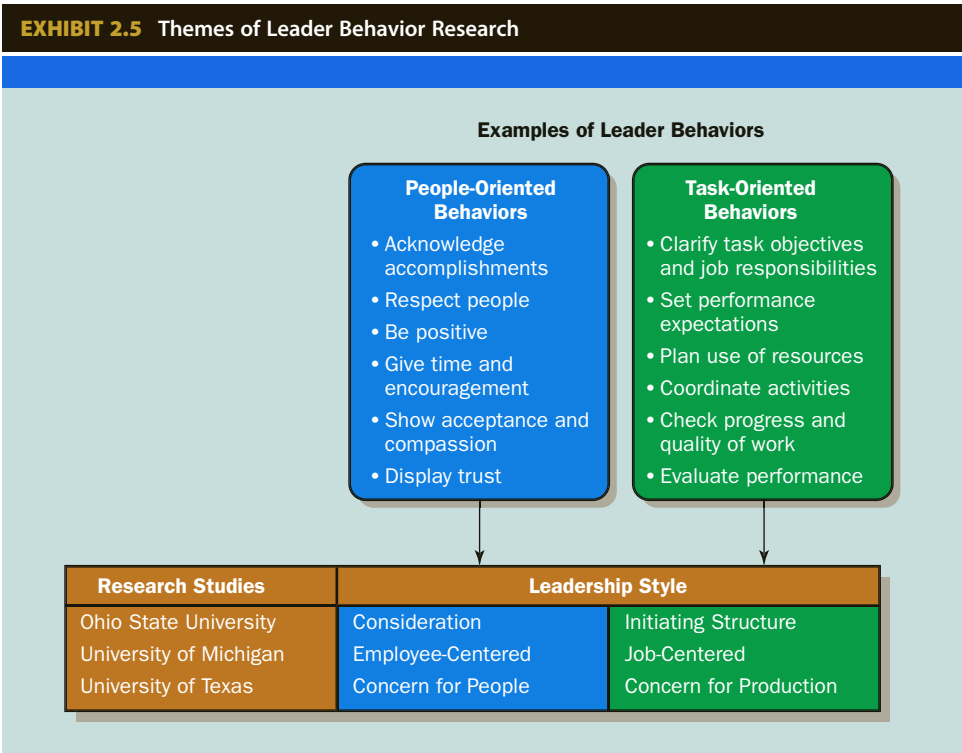 EXHIBIT 2.5 Themes of Leader Behavior Research
Examples of Leader Behaviors
People-Oriented
Behaviors
• Acknowledge
accomplishments
• Respect people
• Be positive
• Give time and
encouragement
• Show acceptance and
compassion
• Display trust
Task-Oriented
Behaviors
• Clarify task objectives
and job responsibilities
• Set performance
expectations
• Plan use of resources
• Coordinate activities
• Check progress and
quality of work
• Evaluate performance
Research Studies Leadership Style
Ohio State University Consideration Initiating Structure
University of Michigan Employee-Centered Job-Centered
University of Texas Concern for People Concern for Production